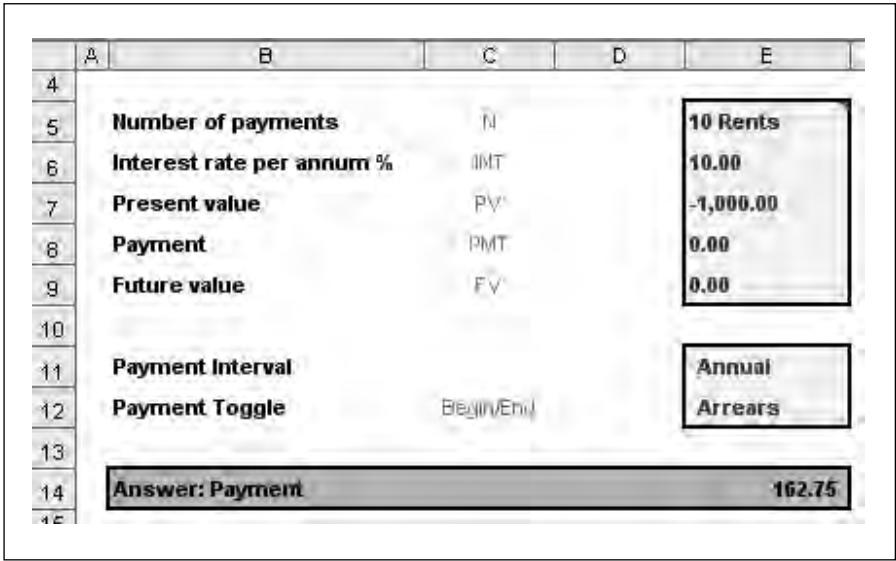 A B C D E
4
5 Number of payments N 10 Rents
6 Interest rate per annum % INT 10.00
7 Present value PV -1,000.00
8 Payment PMT 0.00
9 Future value FV 0.00
10
11 Payment Interval Annual
12 Payment Toggle Begin/End Arrears
13
14 Answer: Payment 162.75
15